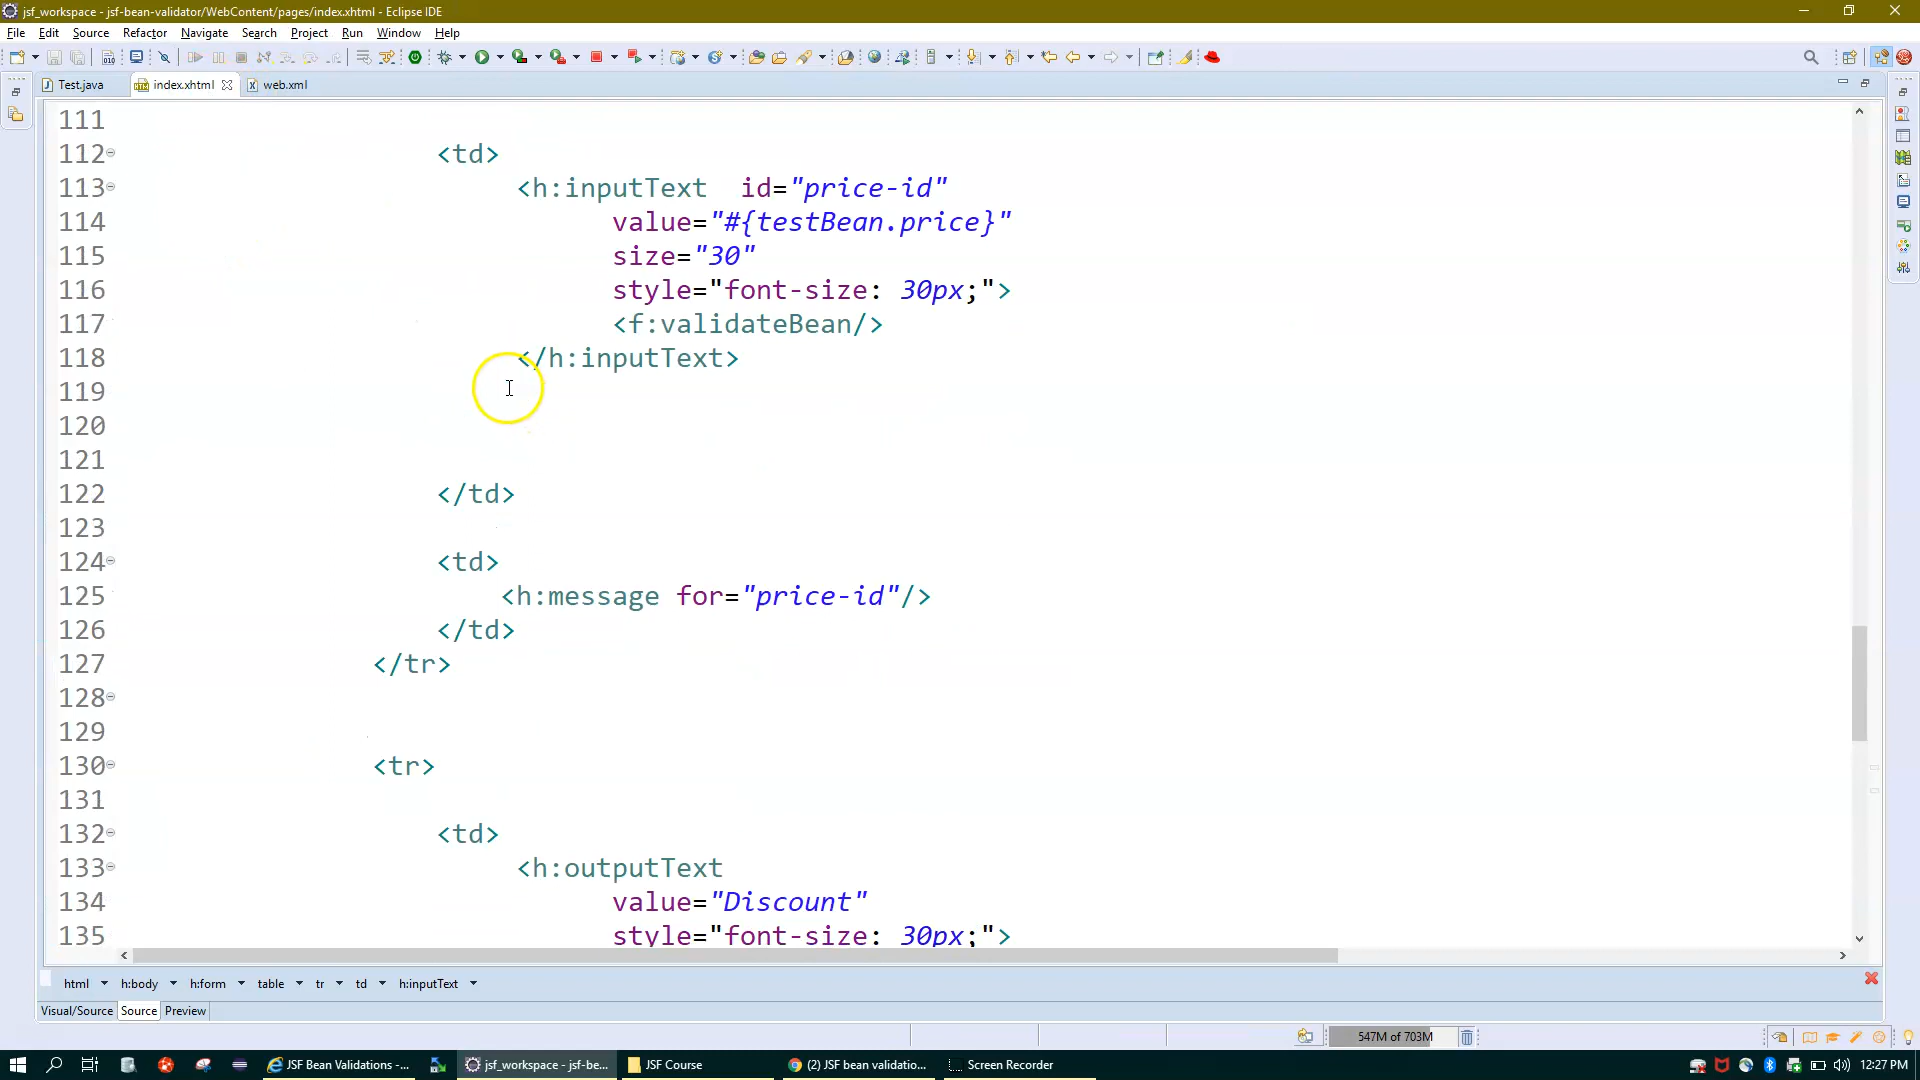 jsf_workspace - jsf-bean-validator/WebContent/pages/index.xhtml - Eclipse IDE
File Edit Source Refactor Navigate Search Project Run Window Help
Test.java index.xhtml web.xml
111
112 <td>
113 <h:inputText id="price-id"
114 value="#{testBean.price}"
115 size="30"
116 style="font-size: 30px;">
117 <f:validateBean/>
118 </h:inputText>
119
120
121
122 </td>
123
124 <td>
125 <h:message for="price-id"/>
126 </td>
127 </tr>
128
129
130 <tr>
131
132 <td>
133 <h:outputText
134 value="Discount"
135 style="font-size: 30px;">
html h:body h:form table tr td h:inputText
Visual/Source Source Preview
547M of 703M
JSF Bean Validations -... jsf_workspace - jsf-be... JSF Course (2) JSF bean validatio... Screen Recorder 12:27 PM